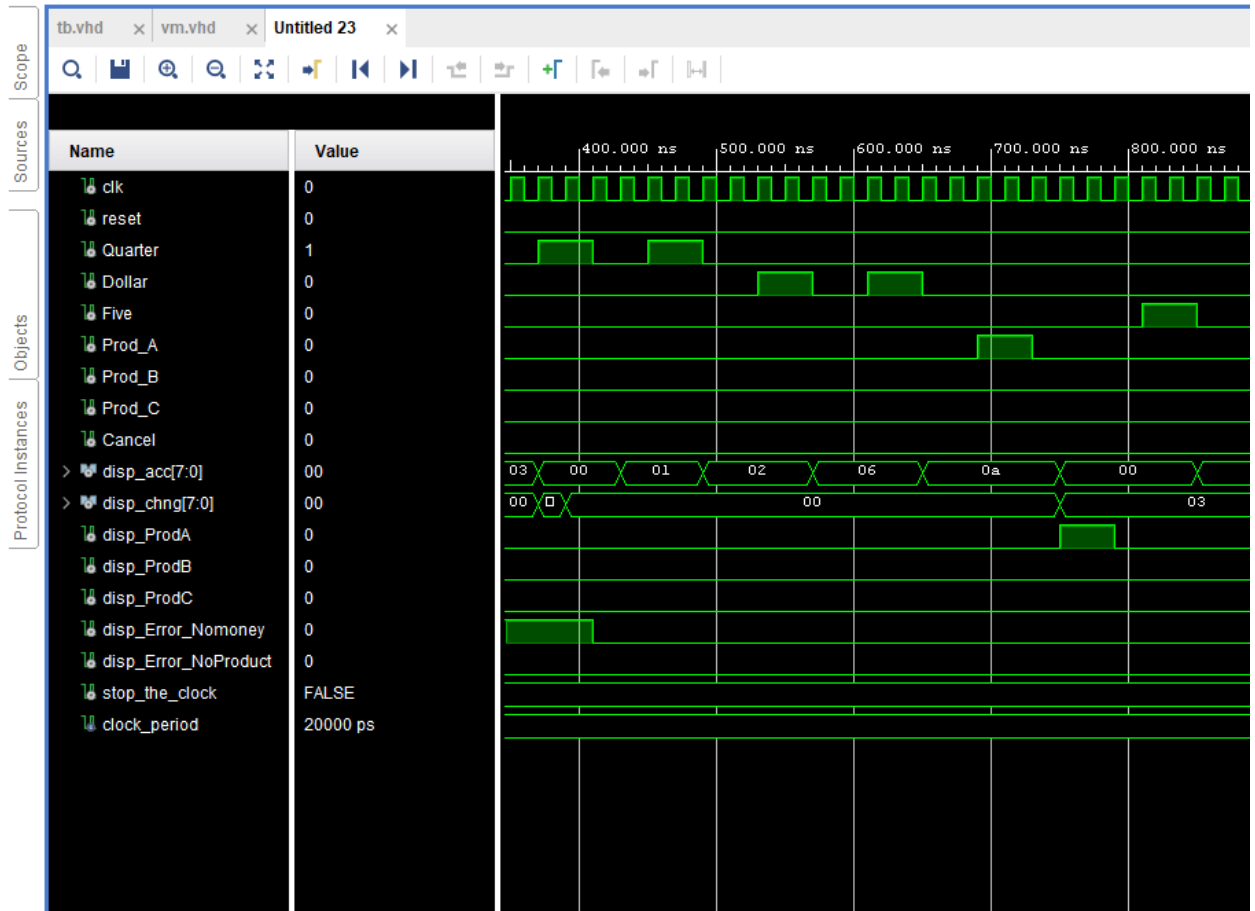 tb.vhd × vm.vhd × Untitled 23 ×
Scope
Sources
Objects
Protocol Instances
Name Value
400.000 ns 500.000 ns 600.000 ns 700.000 ns 800.000 ns
clk 0
reset 0
Quarter 1
Dollar 0
Five 0
Prod_A 0
Prod_B 0
Prod_C 0
Cancel 0
disp_acc[7:0] 00 03 00 01 02 06 0a 00
disp_chng[7:0] 00 00 00 03
disp_ProdA 0
disp_ProdB 0
disp_ProdC 0
disp_Error_Nomoney 0
disp_Error_NoProduct 0
stop_the_clock FALSE
clock_period 20000 ps